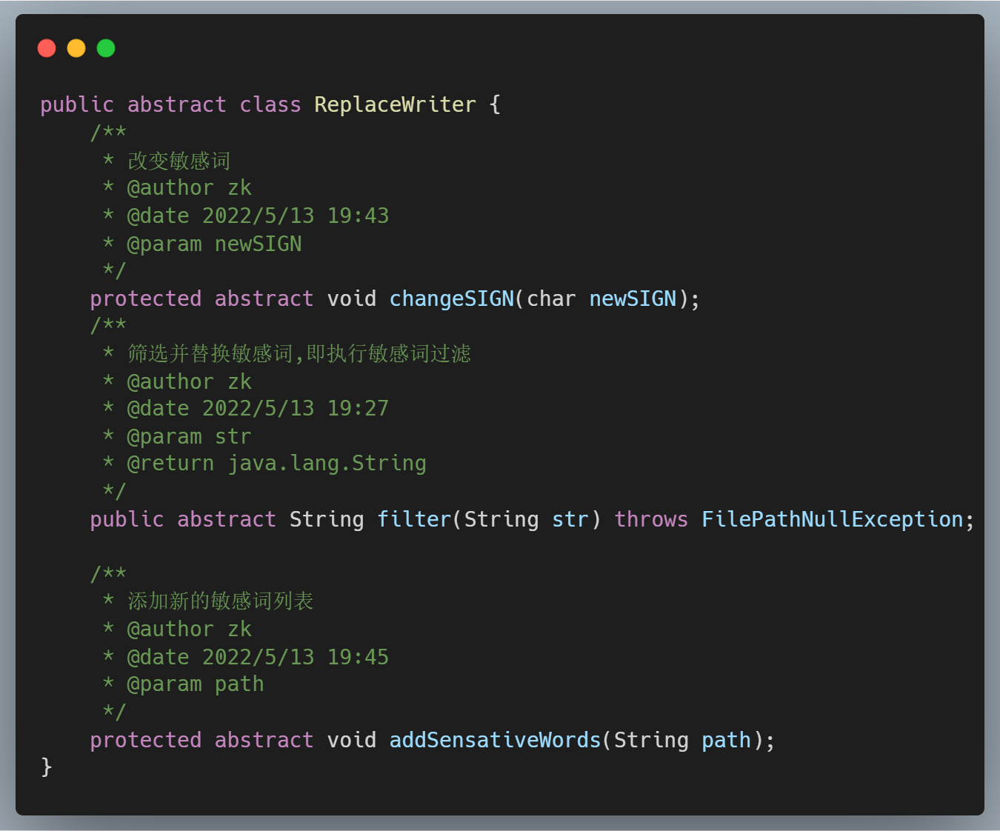 public abstract class ReplaceWriter {
    /**
     * 改变敏感词
     * @author zk
     * @date 2022/5/13 19:43
     * @param newSIGN
     */
    protected abstract void changeSIGN(char newSIGN);
    /**
     * 筛选并替换敏感词,即执行敏感词过滤
     * @author zk
     * @date 2022/5/13 19:27
     * @param str
     * @return java.lang.String
     */
    public abstract String filter(String str) throws FilePathNullException;

    /**
     * 添加新的敏感词列表
     * @author zk
     * @date 2022/5/13 19:45
     * @param path
     */
    protected abstract void addSensativeWords(String path);
}